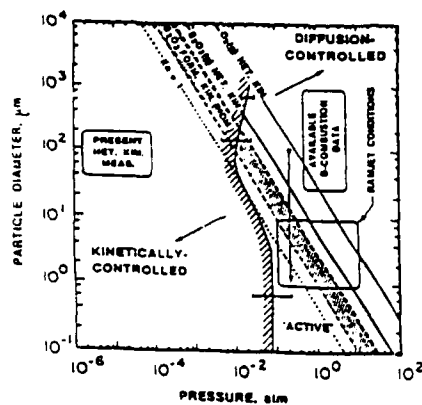 DIFFUSION-
CONTROLLED
PRESENT
HET. KIN.
MEAS.
AVAILABLE
B-COMBUSTION
DATA
RAMJET CONDITIONS
KINETICALLY-
CONTROLLED
"ACTIVE"
PARTICLE DIAMETER, μm
10⁴
10³
10²
10¹
10⁰
10⁻¹
10⁻⁶
10⁻⁴
10⁻²
10⁰
10²
PRESSURE, atm